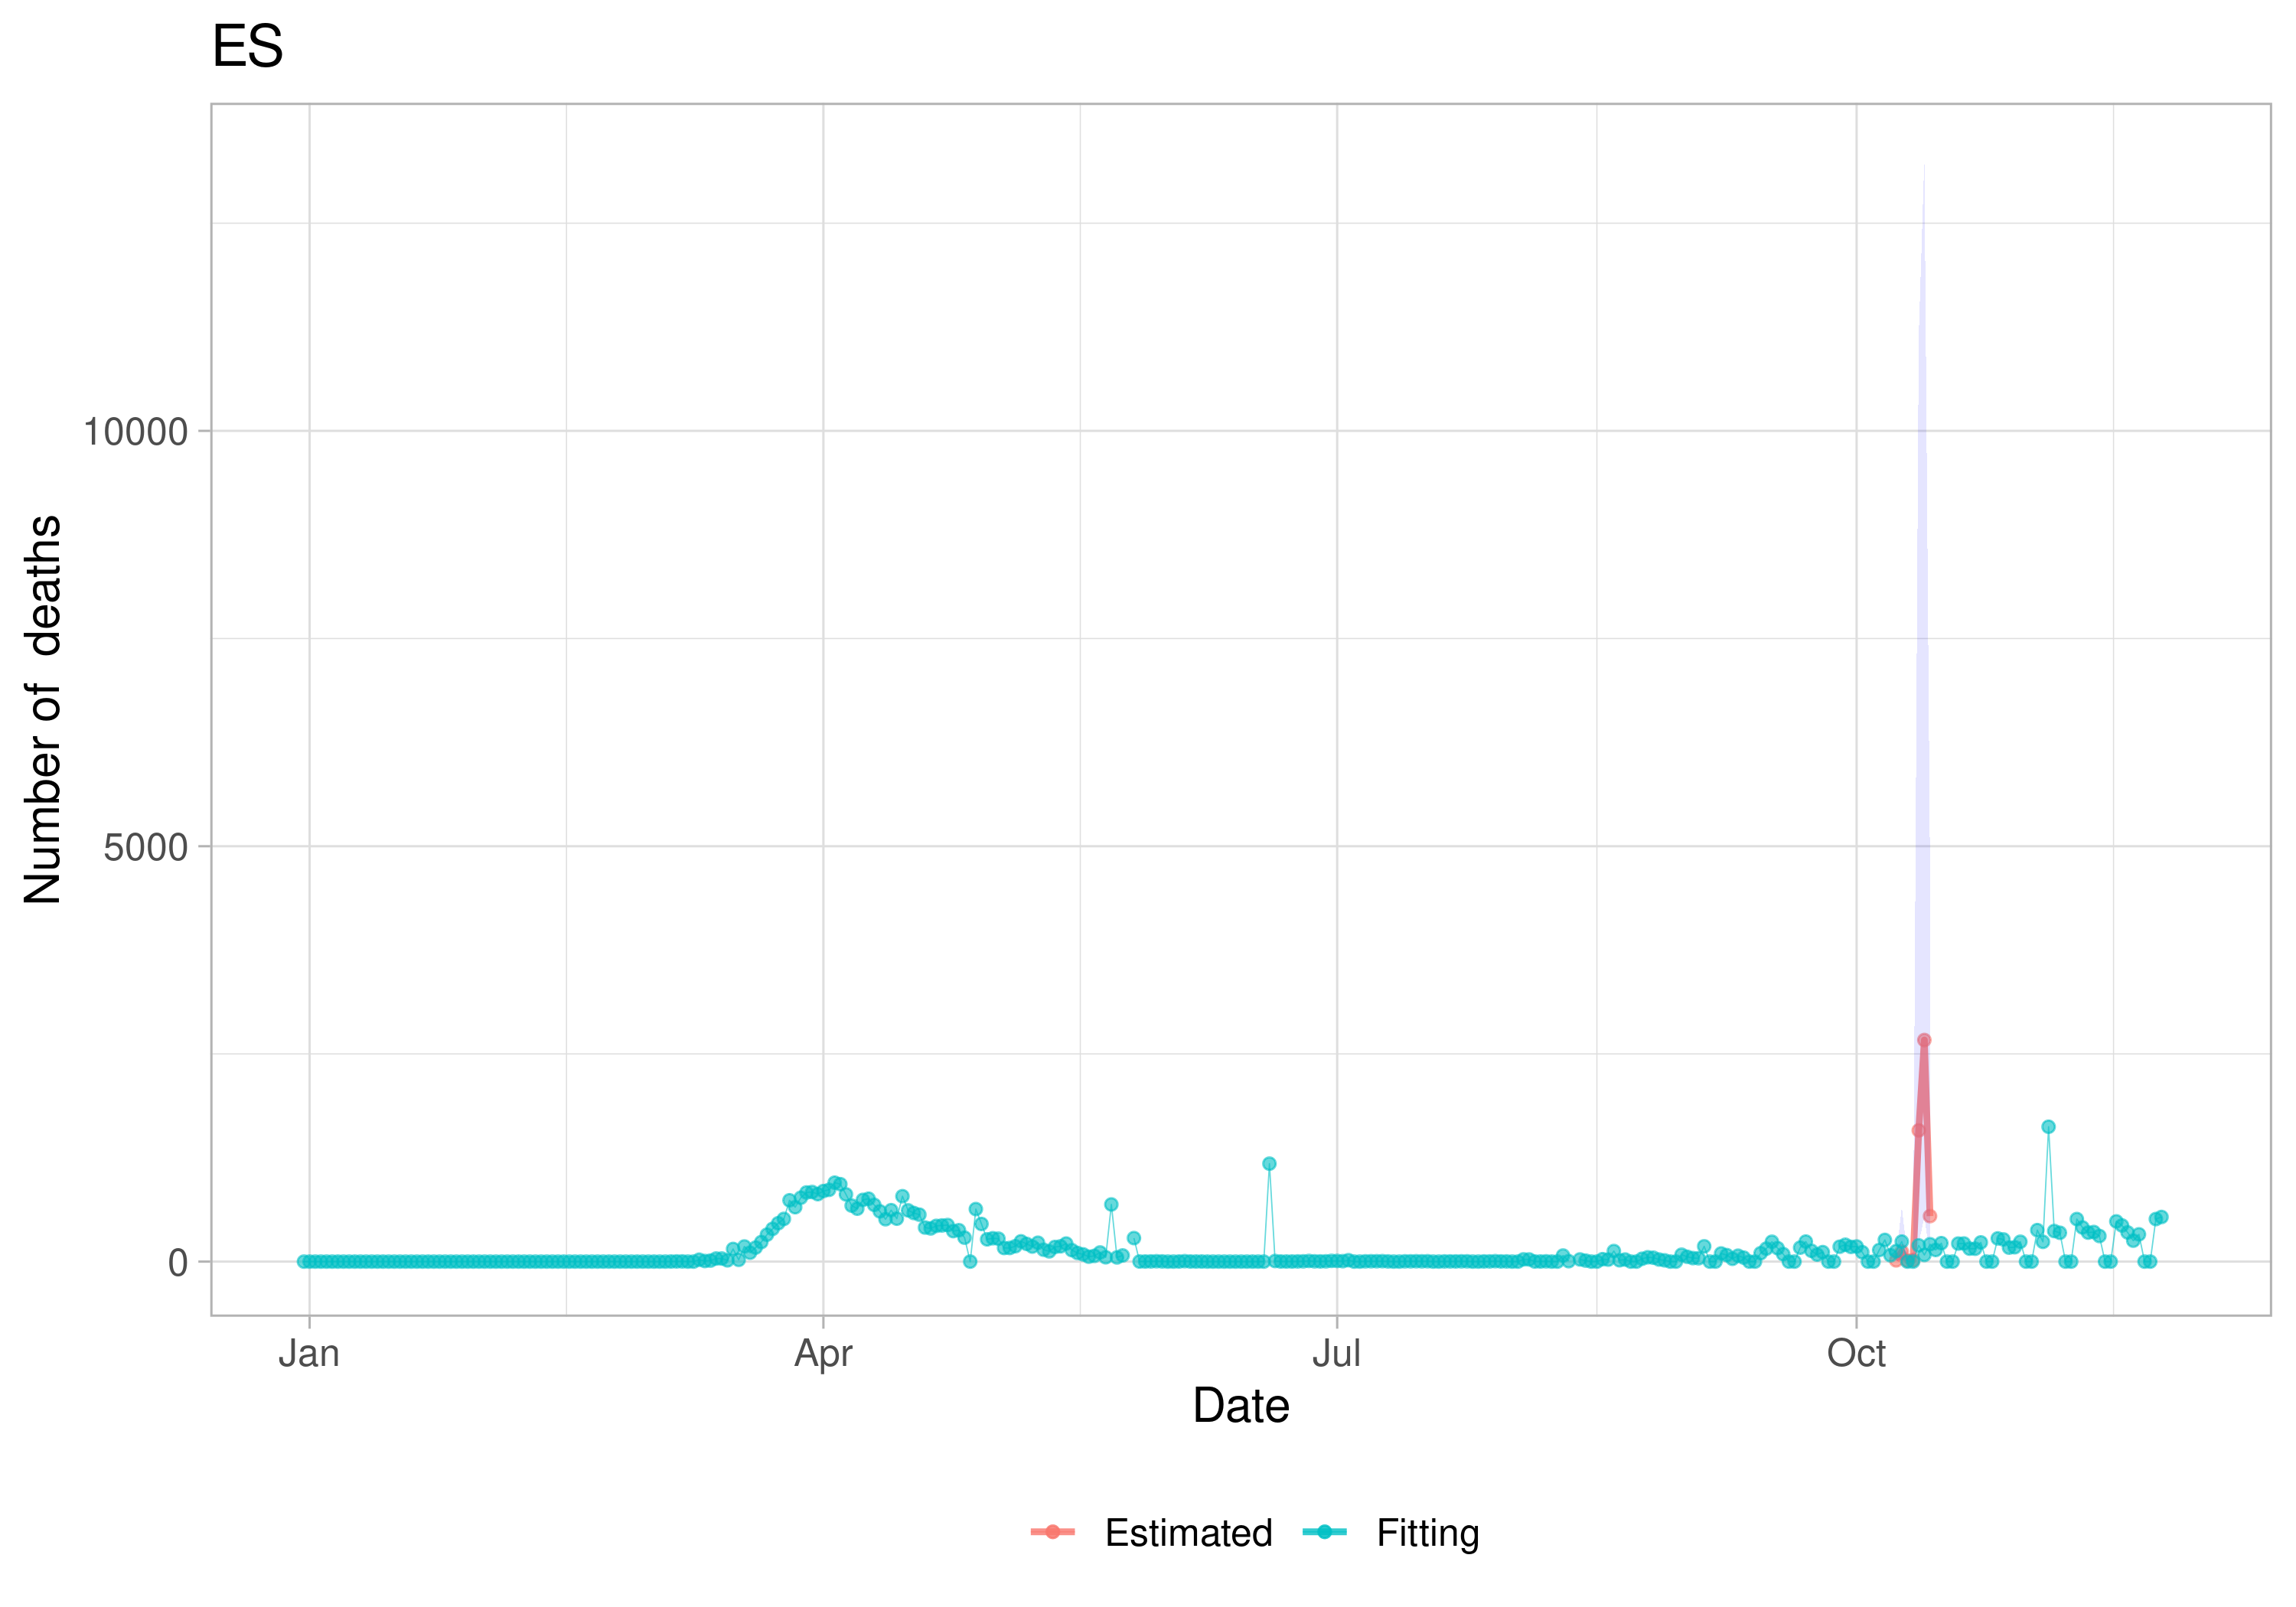 ES
Number of deaths
10000
5000
0
Jan Apr Jul Oct
Date
Estimated Fitting